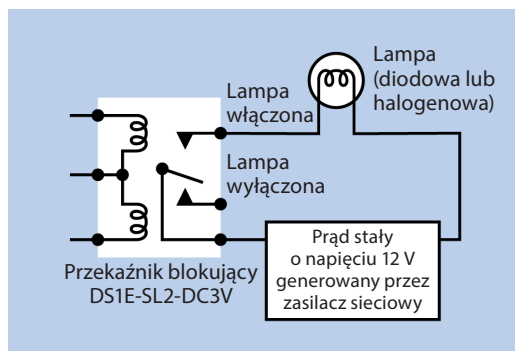 Lampa
(diodowa lub
halogenowa)
Lampa
włączona
Lampa
wyłączona
Przekaźnik blokujący
DS1E-SL2-DC3V
Prąd stały
o napięciu 12 V
generowany przez
zasilacz sieciowy